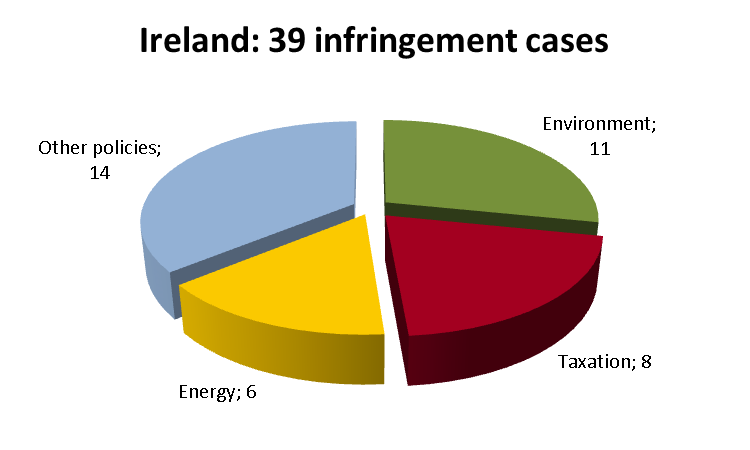 Ireland: 39 infringement cases
Environment;
11
Other policies;
14
Taxation; 8
Energy; 6